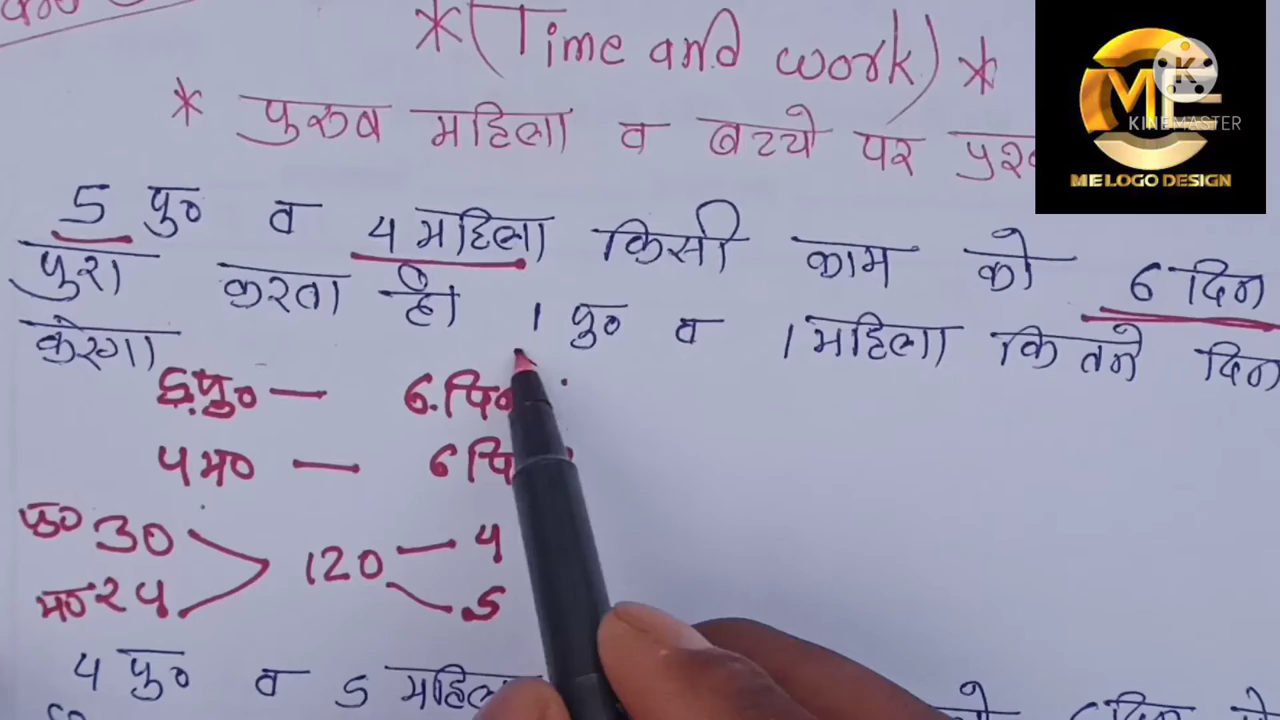 *(Time and work)*
* पुरुष महिला व बच्चे पर
5 पु० व 4 महिला किसी काम को 6 दिन
पुरा करता है। 1 पु० व 1 महिला कितने दिन
करेगा
5 पु० — 6 दिन
4 म० — 6
पु० 30
120 — 4
म० 24
5
4 पु० व 5 महिला
ME
K
KINEMASTER
ME LOGO DESIGN